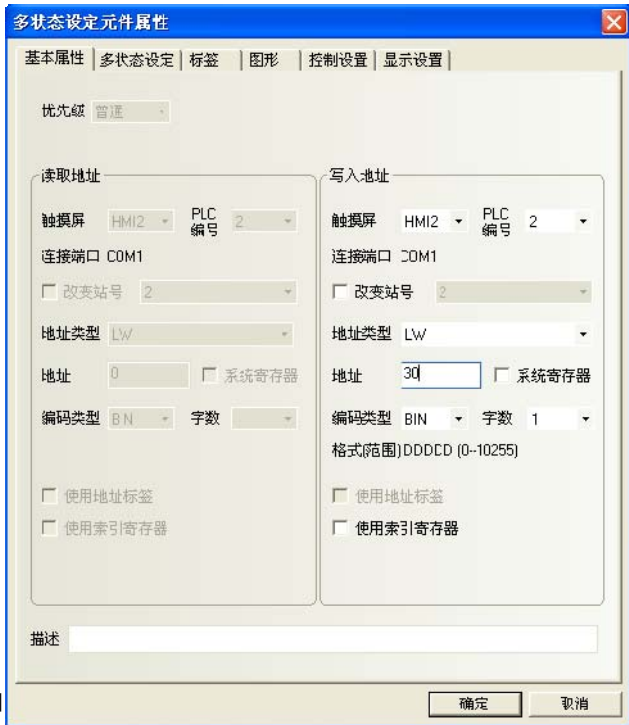 多状态设定元件属性
基本属性 多状态设定 标签 图形 控制设置 显示设置
优先级 普通
读取地址
触摸屏 HMI2 PLC编号 2
连接端口 COM1
改变站号 2
地址类型 LW
地址 0 系统寄存器
编码类型 BIN 字数
使用地址标签
使用索引寄存器
写入地址
触摸屏 HMI2 PLC编号 2
连接端口 COM1
改变站号 2
地址类型 LW
地址 30 系统寄存器
编码类型 BIN 字数 1
格式(范围)DDDDD (0--10255)
使用地址标签
使用索引寄存器
描述
确定 取消